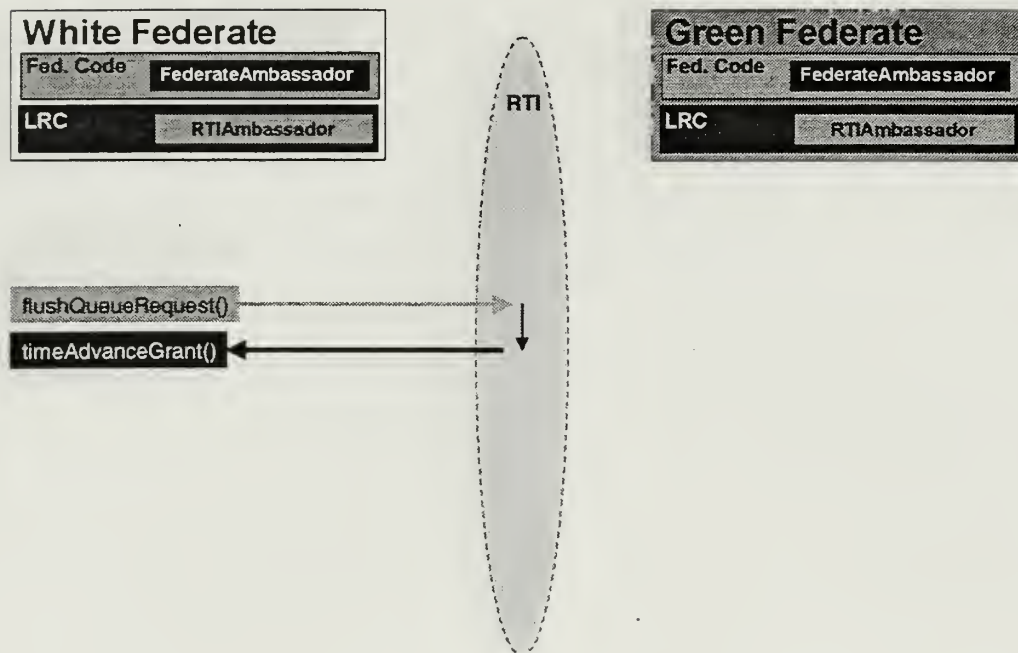 White Federate
Fed. Code FederateAmbassador
LRC RTIAmbassador
RTI
Green Federate
Fed. Code FederateAmbassador
LRC RTIAmbassador
flushQueueRequest()
timeAdvanceGrant()